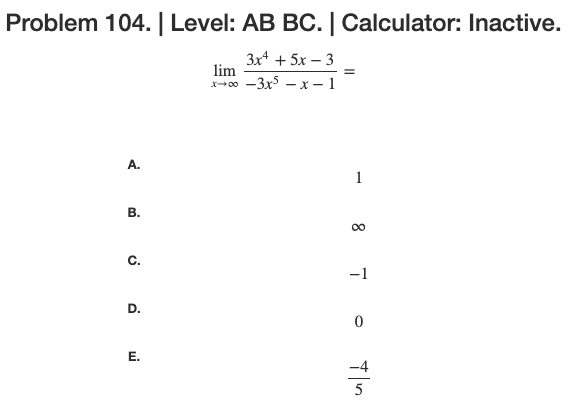 Problem 104. | Level: AB BC. | Calculator: Inactive.
lim x→∞ (3x⁴ + 5x − 3) / (−3x⁵ − x − 1) =
A. 1
B. ∞
C. −1
D. 0
E. −4/5